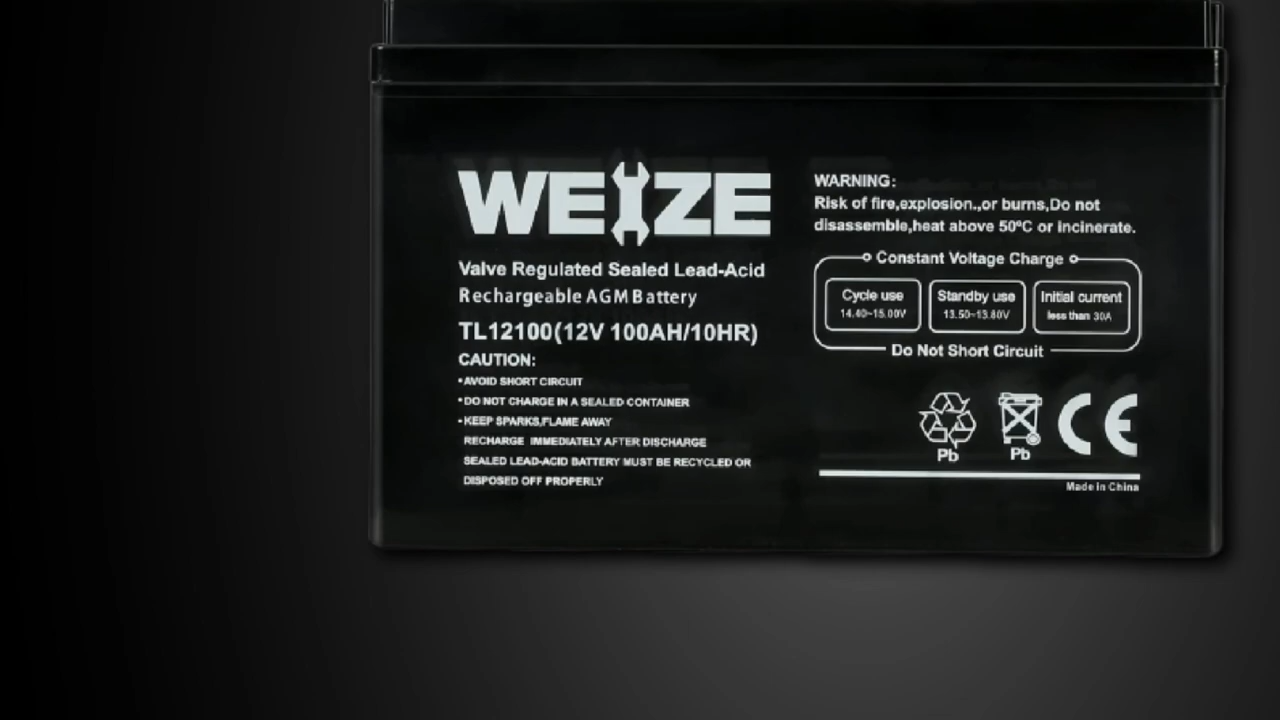 WEIZE
Valve Regulated Sealed Lead-Acid
Rechargeable AGM Battery
TL12100(12V 100AH/10HR)
CAUTION:
•AVOID SHORT CIRCUIT
•DO NOT CHARGE IN A SEALED CONTAINER
•KEEP SPARKS,FLAME AWAY
RECHARGE IMMEDIATELY AFTER DISCHARGE
SEALED LEAD-ACID BATTERY MUST BE RECYCLED OR
DISPOSED OFF PROPERLY
WARNING:
Risk of fire,explosion.,or burns,Do not
disassemble,heat above 50°C or incinerate.
Constant Voltage Charge
Cycle use
14.40~15.00V
Standby use
13.50~13.80V
Initial current
less than 30A
Do Not Short Circuit
Pb
Pb
CE
Made in China